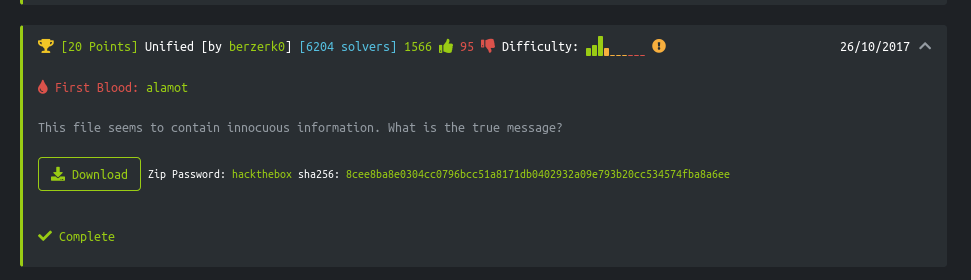 [20 Points] Unified [by berzerk0] [6204 solvers] 1566 95 Difficulty: 26/10/2017
First Blood: alamot
This file seems to contain innocuous information. What is the true message?
Download Zip Password: hackthebox sha256: 8cee8ba8e0304cc0796bcc51a8171db0402932a09e793b20cc534574fba8a6ee
Complete